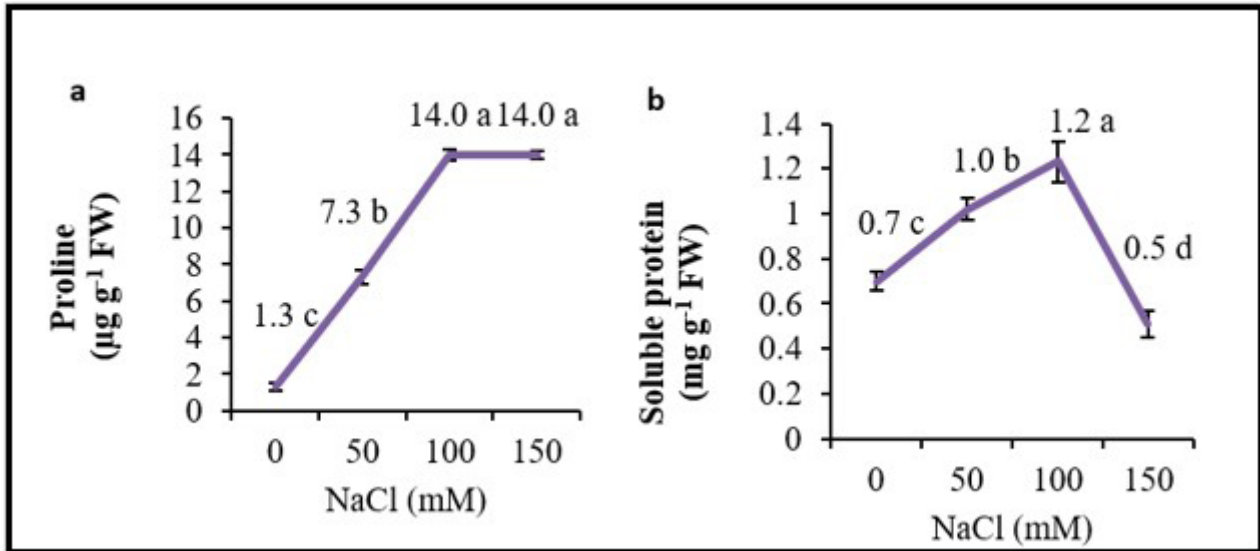 a
Proline
(µg g-1 FW)
16
14
12
10
8
6
4
2
0
1.3 c
7.3 b
14.0 a 14.0 a
0 50 100 150
NaCl (mM)
b
Soluble protein
(mg g-1 FW)
1.4
1.2
1
0.8
0.6
0.4
0.2
0
0.7 c
1.0 b
1.2 a
0.5 d
0 50 100 150
NaCl (mM)